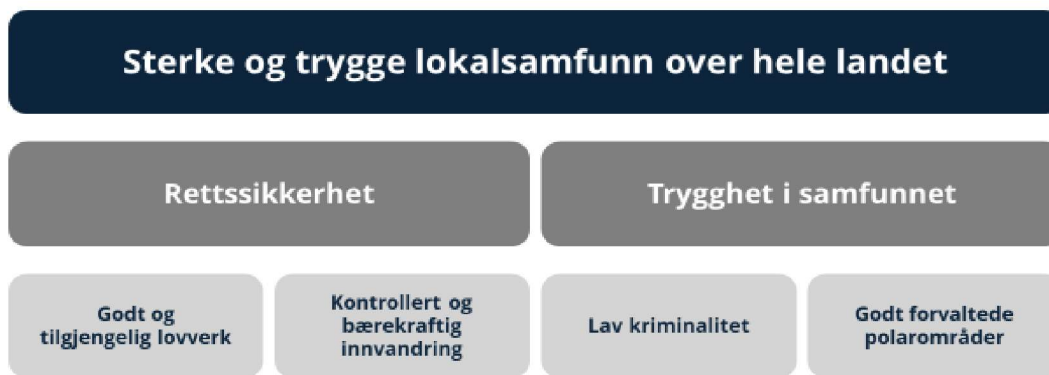 Sterke og trygge lokalsamfunn over hele landet
Rettssikkerhet
Trygghet i samfunnet
Godt og
tilgjengelig lovverk
Kontrollert og
bærekraftig
innvandring
Lav kriminalitet
Godt forvaltede
polarområder